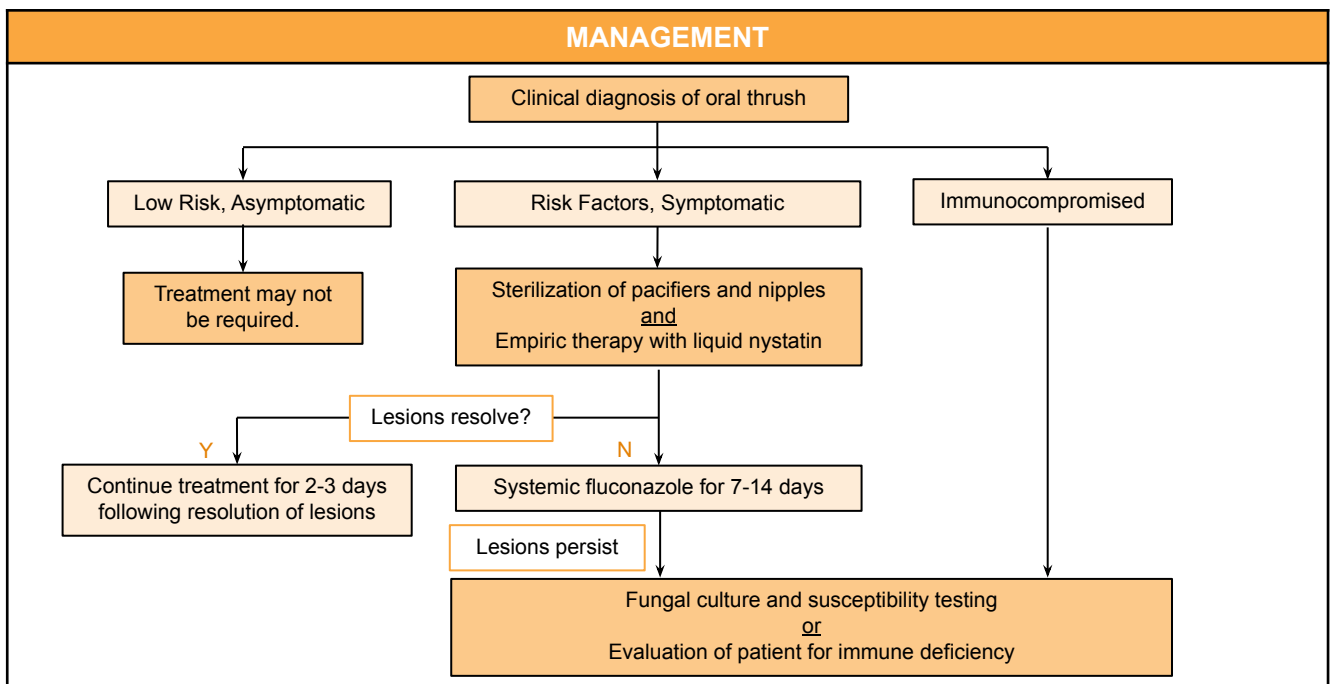 MANAGEMENT
Clinical diagnosis of oral thrush
Low Risk, Asymptomatic
Risk Factors, Symptomatic
Immunocompromised
Treatment may not
be required.
Sterilization of pacifiers and nipples
and
Empiric therapy with liquid nystatin
Lesions resolve?
Y
N
Continue treatment for 2-3 days
following resolution of lesions
Systemic fluconazole for 7-14 days
Lesions persist
Fungal culture and susceptibility testing
or
Evaluation of patient for immune deficiency